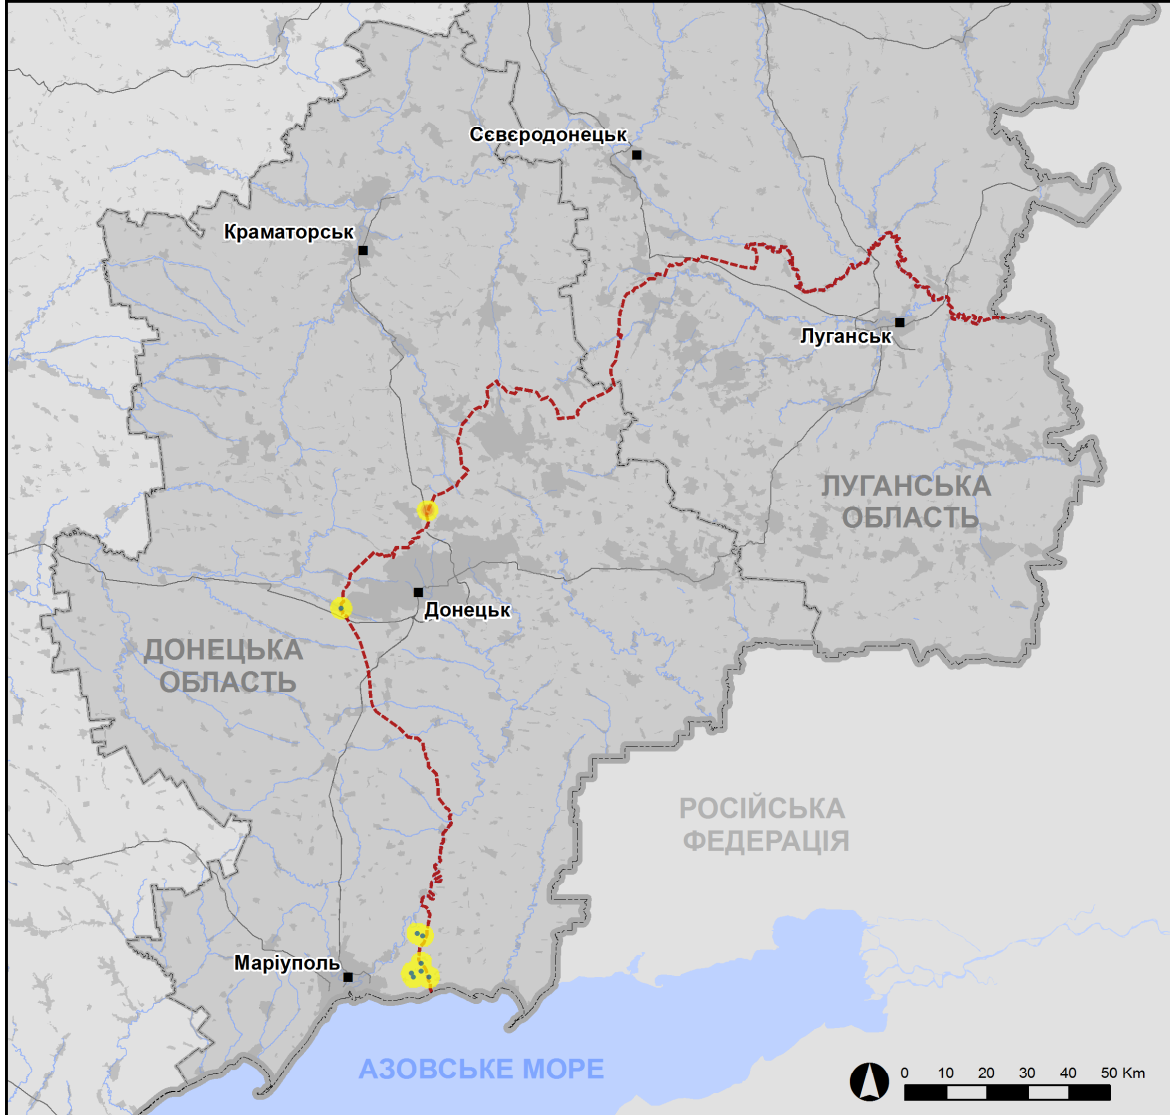 Сєвєродонецьк
Краматорськ
Луганськ
ЛУГАНСЬКА
ОБЛАСТЬ
Донецьк
ДОНЕЦЬКА
ОБЛАСТЬ
РОСІЙСЬКА
ФЕДЕРАЦІЯ
Маріуполь
АЗОВСЬКЕ МОРЕ
0 10 20 30 40 50 Km